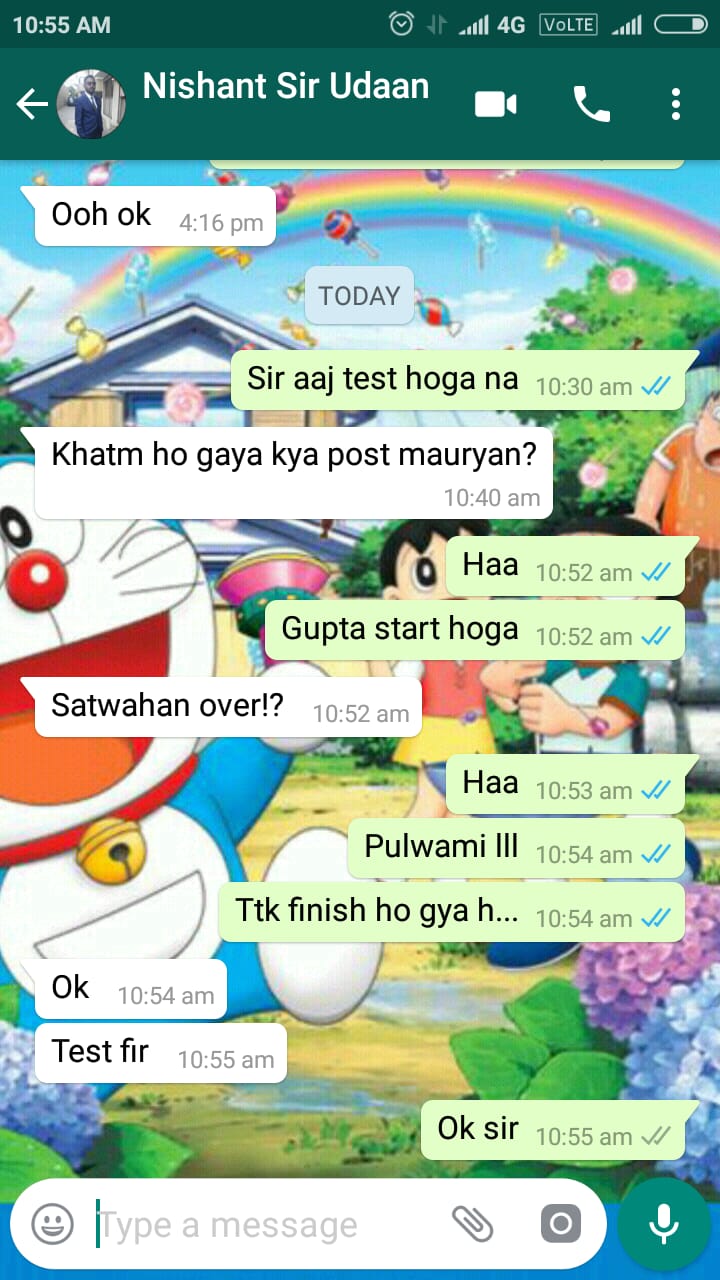 10:55 AM
4G VoLTE
Nishant Sir Udaan
Ooh ok 4:16 pm
TODAY
Sir aaj test hoga na 10:30 am
Khatm ho gaya kya post mauryan?
10:40 am
Haa 10:52 am
Gupta start hoga 10:52 am
Satwahan over!? 10:52 am
Haa 10:53 am
Pulwami lll 10:54 am
Ttk finish ho gya h... 10:54 am
Ok 10:54 am
Test fir 10:55 am
Ok sir 10:55 am
Type a message